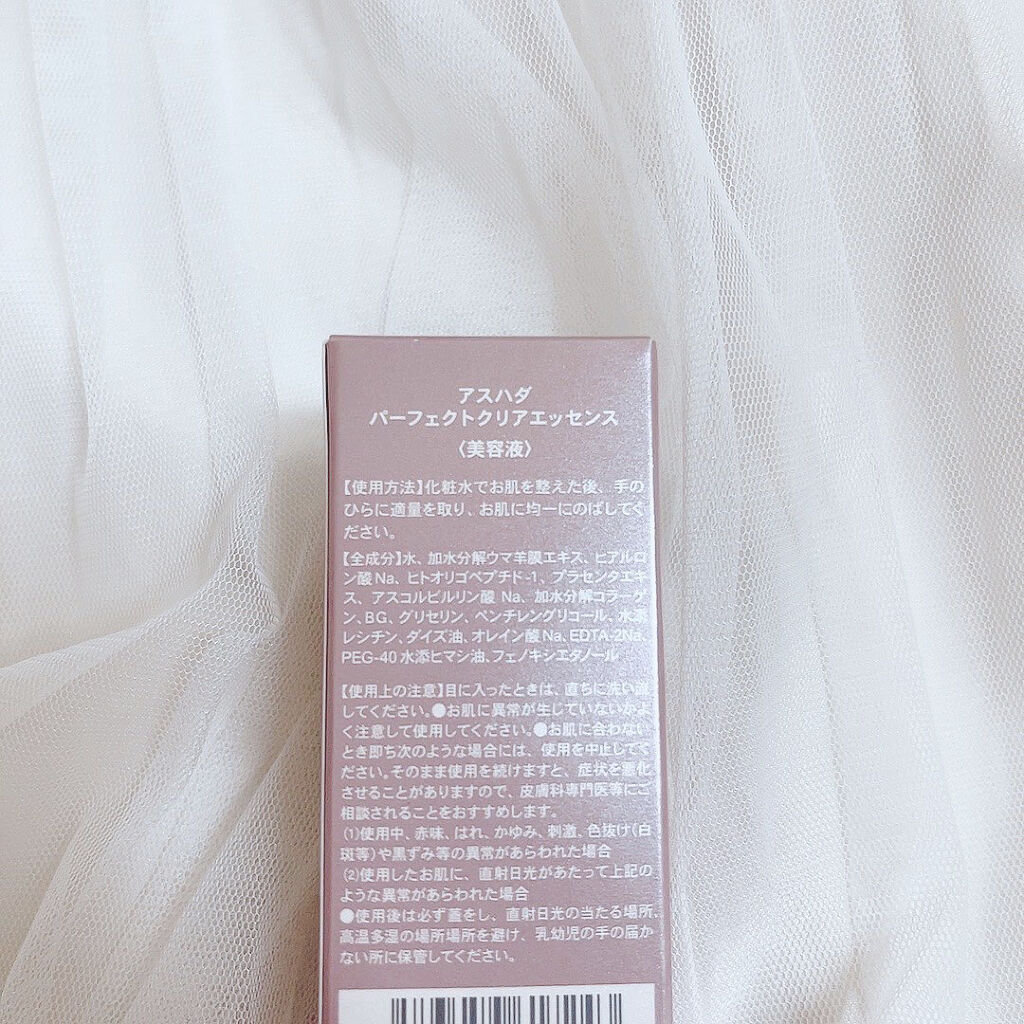 アスハダ
パーフェクトクリアエッセンス
〈美容液〉
【使用方法】化粧水でお肌を整えた後、手の
ひらに適量を取り、お肌に均一にのばしてく
ださい。
【全成分】水、加水分解ウマ羊膜エキス、ヒアルロ
ン酸Na、ヒトオリゴペプチド-1、プラセンタエキ
ス、アスコルビルリン酸 Na、加水分解コラーゲ
ン、BG、グリセリン、ペンチレングリコール、水添
レシチン、ダイズ油、オレイン酸Na、EDTA-2Na、
PEG-40 水添ヒマシ油、フェノキシエタノール
【使用上の注意】目に入ったときは、直ちに洗い流
してください。●お肌に異常が生じていないかよ
く注意して使用してください。●お肌に合わない
とき即ち次のような場合には、使用を中止してく
ださい。そのまま使用を続けますと、症状を悪化
させることがありますので、皮膚科専門医等にご
相談されることをおすすめします。
(1)使用中、赤味、はれ、かゆみ、刺激、色抜け(白
斑等)や黒ずみ等の異常があらわれた場合
(2)使用したお肌に、直射日光があたって上記の
ような異常があらわれた場合
●使用後は必ず蓋をし、直射日光の当たる場所、
高温多湿の場所場所を避け、乳幼児の手の届か
ない所に保管してください。